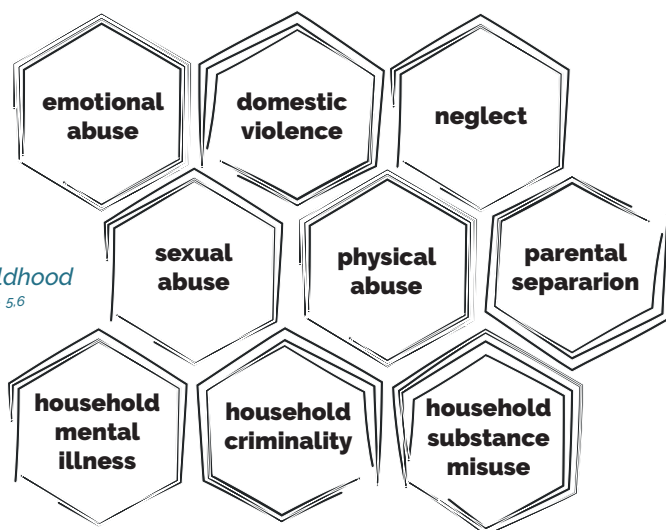 emotional
abuse
domestic
violence
neglect
sexual
abuse
physical
abuse
parental
separarion
ldhood
5,6
household
mental
illness
household
criminality
household
substance
misuse